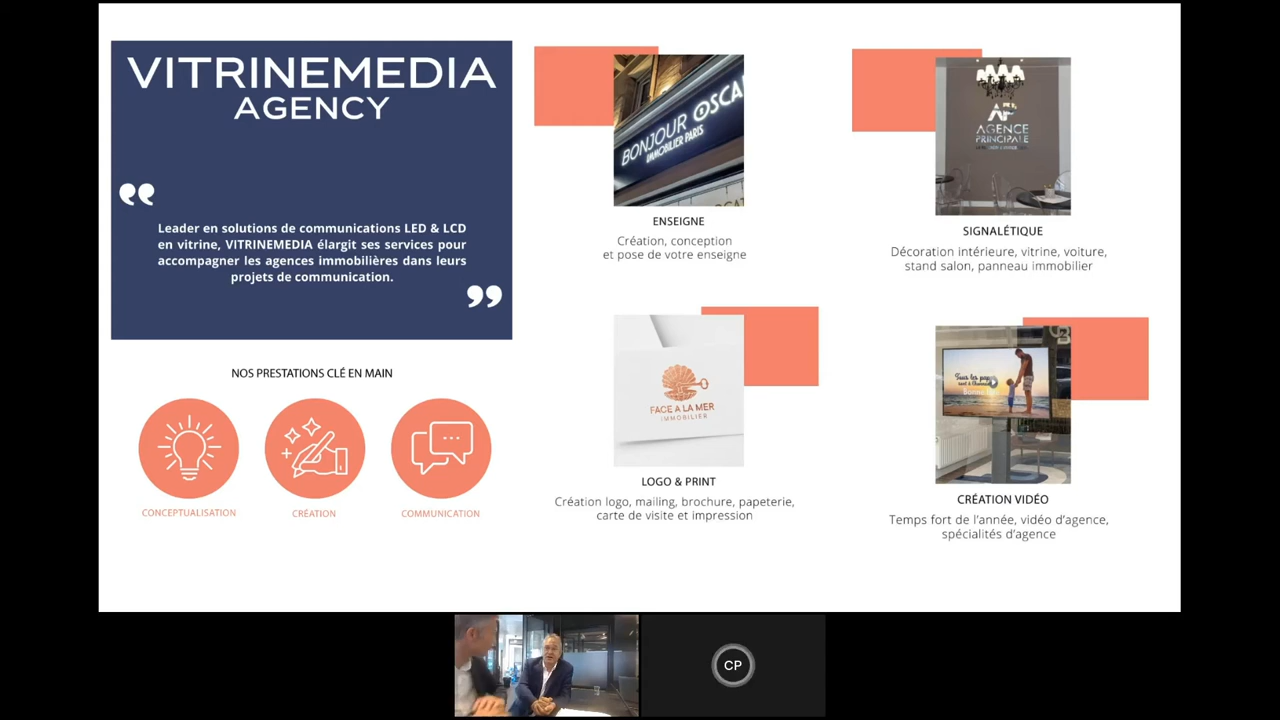 VITRINEMEDIA
AGENCY
Leader en solutions de communications LED & LCD
en vitrine, VITRINEMEDIA élargit ses services pour
accompagner les agences immobilières dans leurs
projets de communication.
NOS PRESTATIONS CLÉ EN MAIN
CONCEPTUALISATION
CRÉATION
COMMUNICATION
BONJOUR OSCA
IMMOBILIER PARIS
ENSEIGNE
Création, conception
et pose de votre enseigne
AP
AGENCE
PRINCIPALE
SIGNALÉTIQUE
Décoration intérieure, vitrine, voiture,
stand salon, panneau immobilier
FACE A LA MER
IMMOBILIER
LOGO & PRINT
Création logo, mailing, brochure, papeterie,
carte de visite et impression
Tous les papas
CRÉATION VIDÉO
Temps fort de l’année, vidéo d’agence,
spécialités d’agence
CP